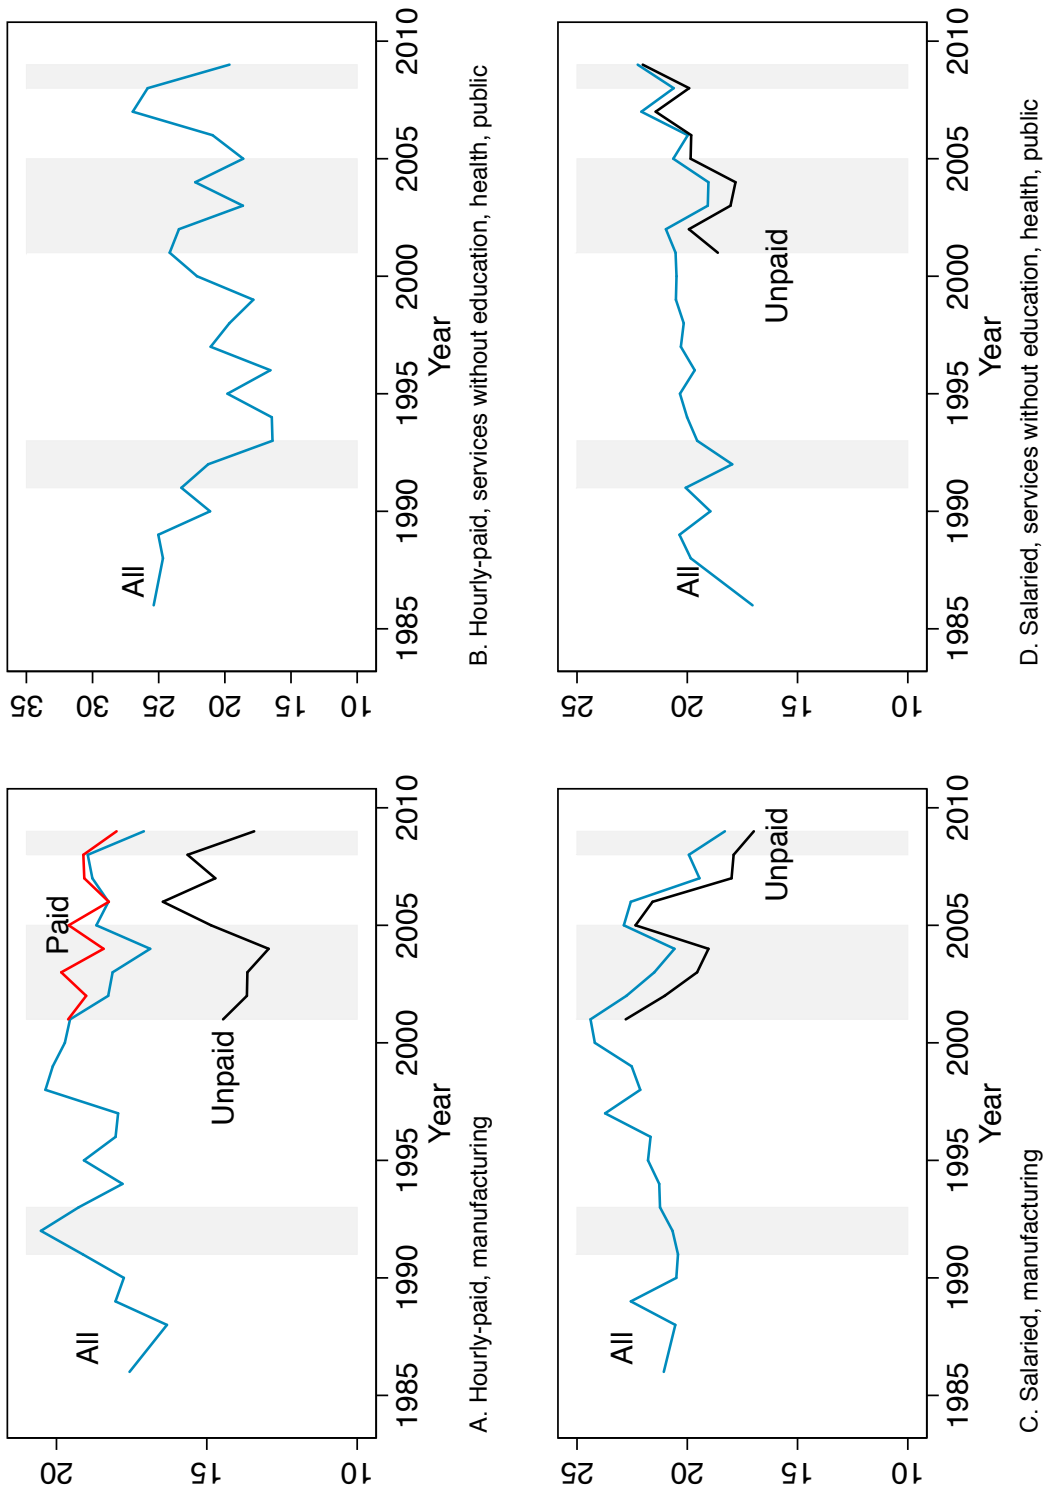 20
15
10
All
Paid
Unpaid
1985 1990 1995 2000 2005 2010
Year
A. Hourly-paid, manufacturing
35
30
25
20
15
10
All
1985 1990 1995 2000 2005 2010
Year
B. Hourly-paid, services without education, health, public
25
20
15
10
All
Unpaid
1985 1990 1995 2000 2005 2010
Year
C. Salaried, manufacturing
25
20
15
10
All
Unpaid
1985 1990 1995 2000 2005 2010
Year
D. Salaried, services without education, health, public